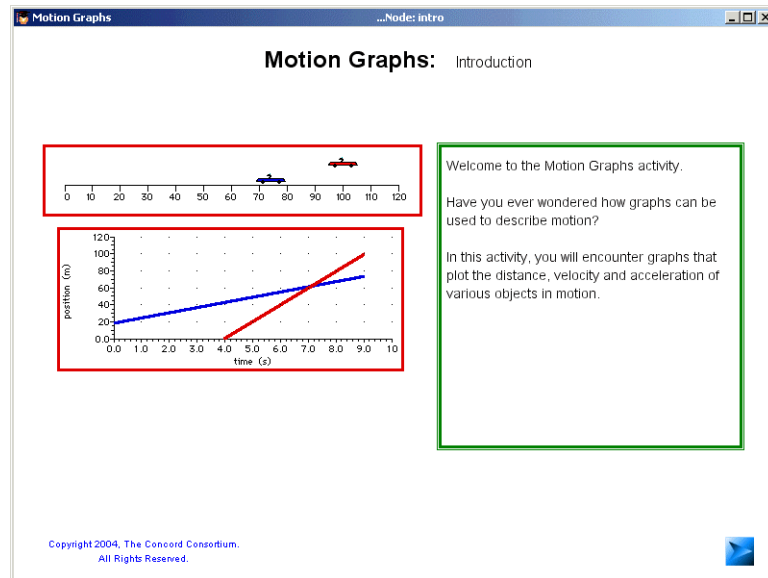 Motion Graphs ...Node: intro
Motion Graphs: Introduction
0 10 20 30 40 50 60 70 80 90 100 110 120
Welcome to the Motion Graphs activity.
Have you ever wondered how graphs can be
used to describe motion?
In this activity, you will encounter graphs that
plot the distance, velocity and acceleration of
various objects in motion.
position (m)
120
100
80
60
40
20
0.0
0.0 1.0 2.0 3.0 4.0 5.0 6.0 7.0 8.0 9.0 10
time (s)
Copyright 2004, The Concord Consortium.
All Rights Reserved.